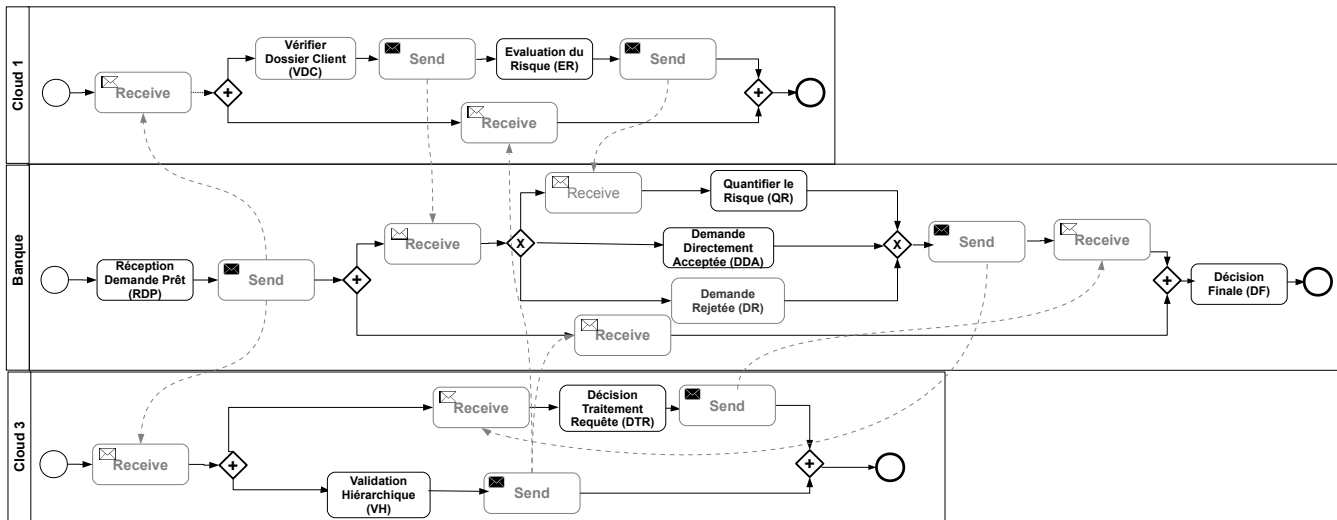 Cloud 1
Vérifier
Dossier Client
(VDC)
Send
Evaluation du
Risque (ER)
Send
Receive
+
+
Receive
Banque
Receive
Quantifier le
Risque (QR)
Receive
X
Demande
Directement
Acceptée (DDA)
X
Send
Receive
Réception
Demande Prêt
(RDP)
Send
+
Demande
Rejetée (DR)
+
Décision
Finale (DF)
Receive
Cloud 3
Receive
Décision
Traitement
Requête (DTR)
Send
Receive
+
+
Validation
Hiérarchique
(VH)
Send